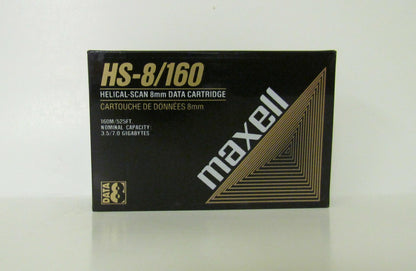 HS-8/160
HELICAL-SCAN 8mm DATA CARTRIDGE
CARTOUCHE DE DONNÉES 8mm
160M/525FT.
NOMINAL CAPACITY:
3.5/7.0 GIGABYTES
maxell
DATA
8